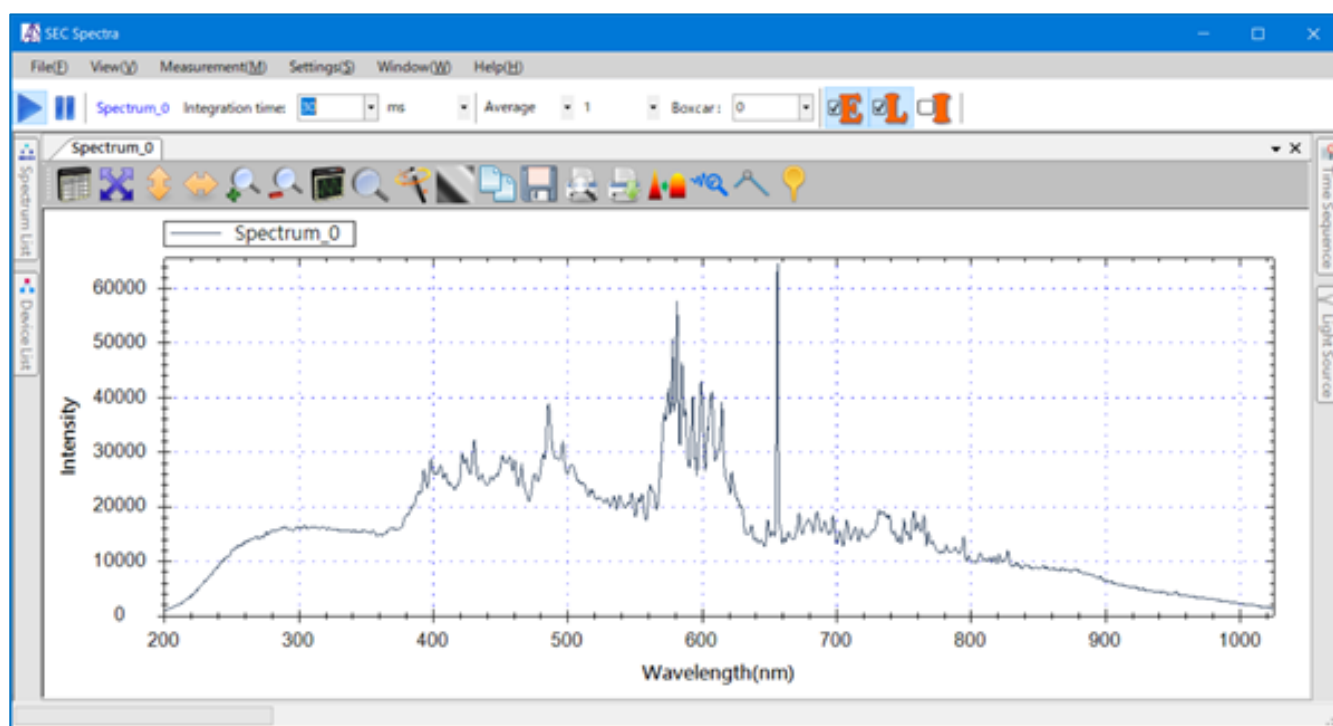 SEC Spectra
File(F) View(V) Measurement(M) Settings(S) Window(W) Help(H)
Spectrum_0 Integration time: 30 ms Average 1 Boxcar: 0 E L I
Spectrum_0
Spectrum List
Device List
Time Sequence
Light Source
Spectrum_0
Intensity
60000
50000
40000
30000
20000
10000
0
200 300 400 500 600 700 800 900 1000
Wavelength(nm)